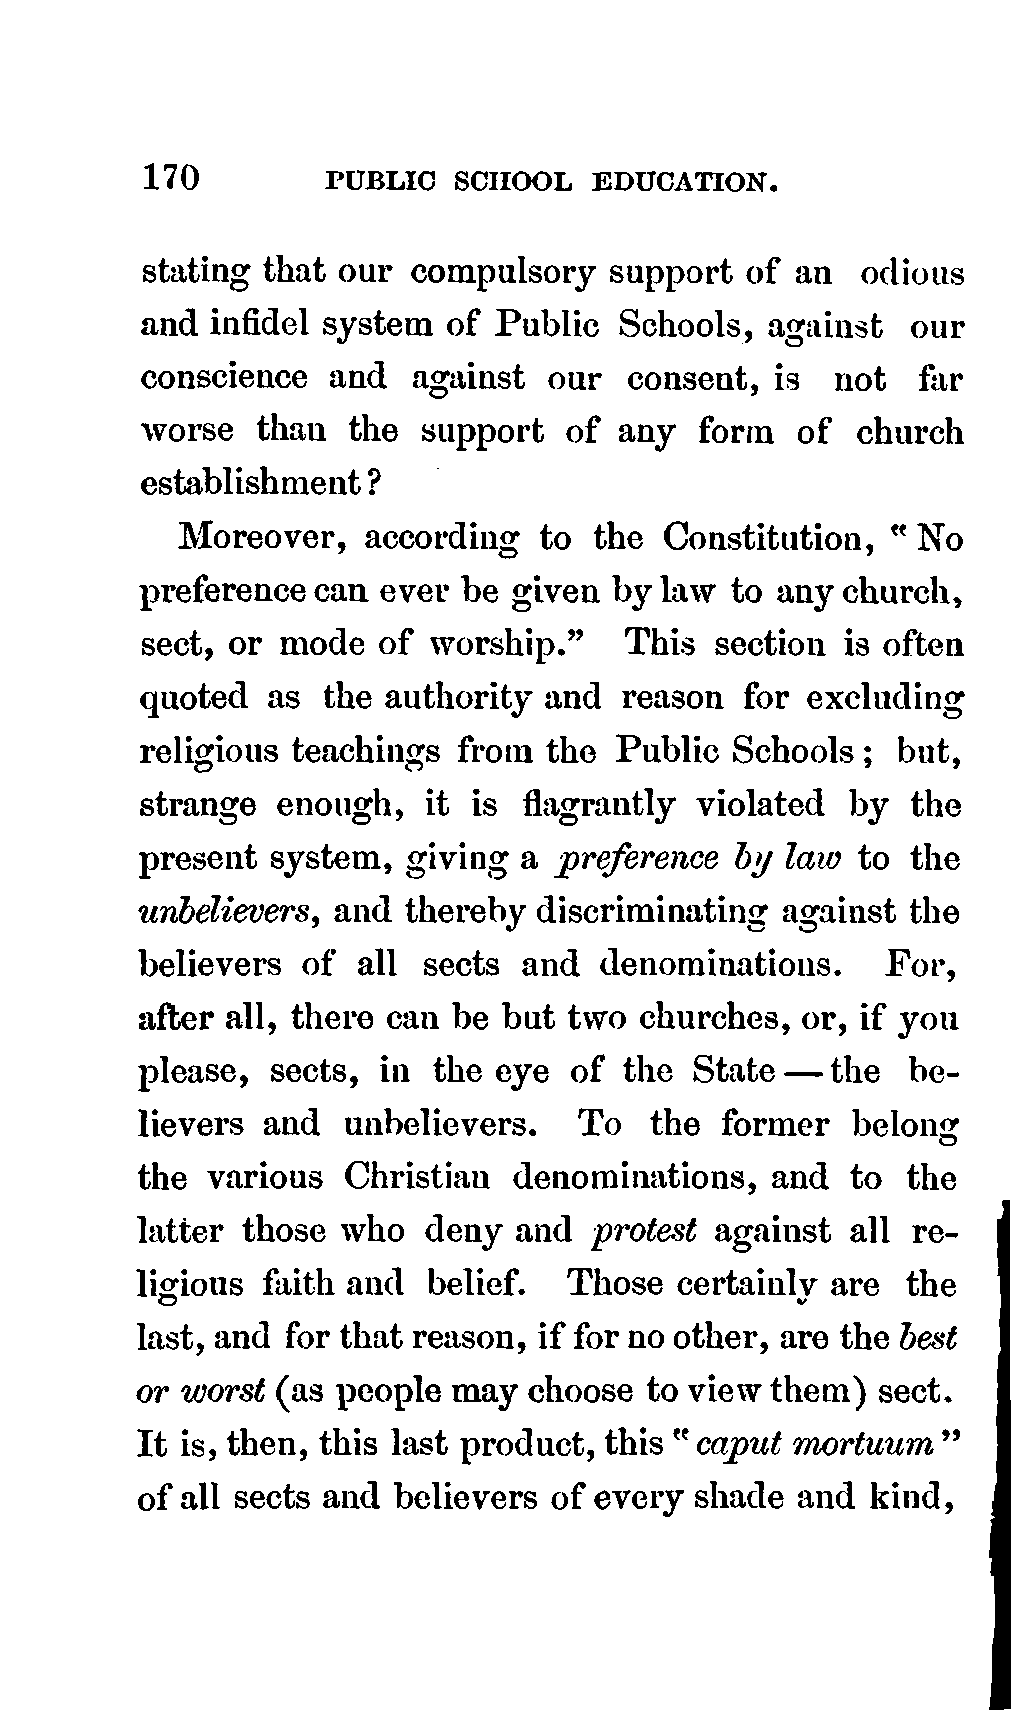 170 PUBLIC SCHOOL EDUCATION.
stating that our compulsory support of an odious
and infidel system of Public Schools, against our
conscience and against our consent, is not far
worse than the support of any form of church
establishment?
Moreover, according to the Constitution, "No
preference can ever be given by law to any church,
sect, or mode of worship." This section is often
quoted as the authority and reason for excluding
religious teachings from the Public Schools; but,
strange enough, it is flagrantly violated by the
present system, giving a preference by law to the
unbelievers, and thereby discriminating against the
believers of all sects and denominations. For,
after all, there can be but two churches, or, if you
please, sects, in the eye of the State — the be-
lievers and unbelievers. To the former belong
the various Christian denominations, and to the
latter those who deny and protest against all re-
ligious faith and belief. Those certainly are the
last, and for that reason, if for no other, are the best
or worst (as people may choose to view them) sect.
It is, then, this last product, this "caput mortuum"
of all sects and believers of every shade and kind,